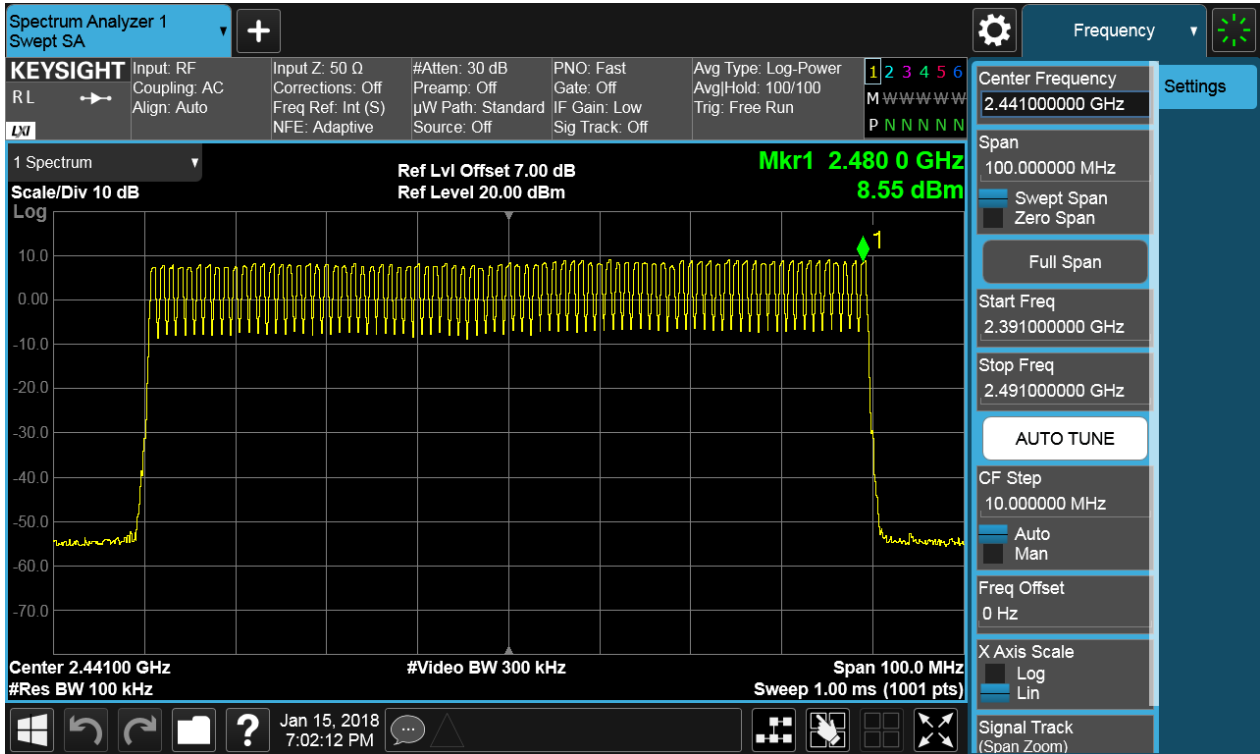 Spectrum Analyzer 1
Swept SA
+
Frequency
KEYSIGHT
R L
LXI
Input: RF
Coupling: AC
Align: Auto
Input Z: 50 Ω
Corrections: Off
Freq Ref: Int (S)
NFE: Adaptive
#Atten: 30 dB
Preamp: Off
µW Path: Standard
Source: Off
PNO: Fast
Gate: Off
IF Gain: Low
Sig Track: Off
Avg Type: Log-Power
Avg|Hold: 100/100
Trig: Free Run
1 2 3 4 5 6
M W W W W W
P N N N N N
1 Spectrum
Scale/Div 10 dB
Log
Ref Lvl Offset 7.00 dB
Ref Level 20.00 dBm
Mkr1 2.480 0 GHz
8.55 dBm
1
10.0
0.00
-10.0
-20.0
-30.0
-40.0
-50.0
-60.0
-70.0
Center 2.44100 GHz
#Res BW 100 kHz
#Video BW 300 kHz
Span 100.0 MHz
Sweep 1.00 ms (1001 pts)
Center Frequency
2.441000000 GHz
Span
100.000000 MHz
Swept Span
Zero Span
Full Span
Start Freq
2.391000000 GHz
Stop Freq
2.491000000 GHz
AUTO TUNE
CF Step
10.000000 MHz
Auto
Man
Freq Offset
0 Hz
X Axis Scale
Log
Lin
Signal Track
(Span Zoom)
Settings
?
Jan 15, 2018
7:02:12 PM